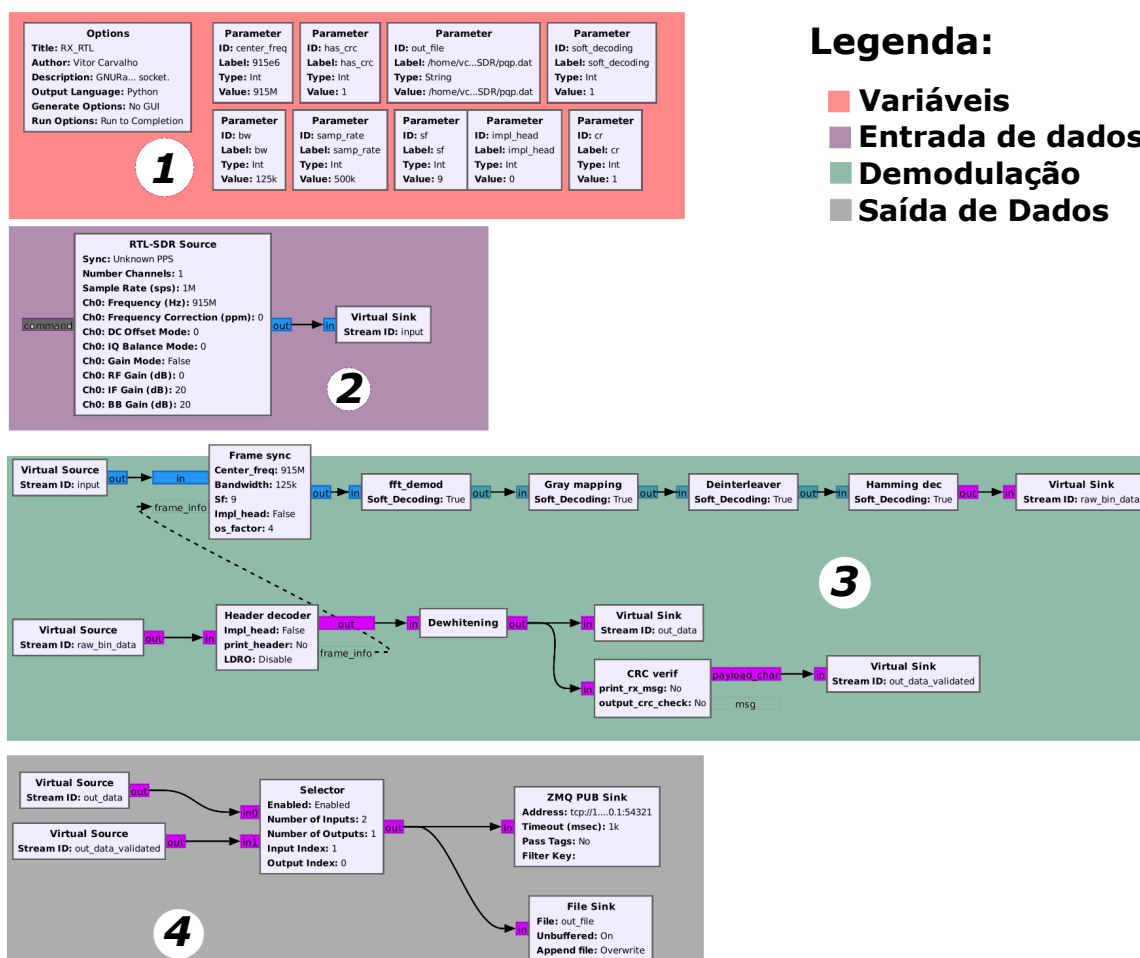 Options
Title: RX_RTL
Author: Vitor Carvalho
Description: GNURa... socket.
Output Language: Python
Generate Options: No GUI
Run Options: Run to Completion
Parameter
ID: center_freq
Label: 915e6
Type: Int
Value: 915M
Parameter
ID: has_crc
Label: has_crc
Type: Int
Value: 1
Parameter
ID: out_file
Label: /home/vc...SDR/pqp.dat
Type: String
Value: /home/vc...SDR/pqp.dat
Parameter
ID: soft_decoding
Label: soft_decoding
Type: Int
Value: 1
Parameter
ID: bw
Label: bw
Type: Int
Value: 125k
Parameter
ID: samp_rate
Label: samp_rate
Type: Int
Value: 500k
Parameter
ID: sf
Label: sf
Type: Int
Value: 9
Parameter
ID: impl_head
Label: impl_head
Type: Int
Value: 0
Parameter
ID: cr
Label: cr
Type: Int
Value: 1
1
Legenda:
Variáveis
Entrada de dados
Demodulação
Saída de Dados
RTL-SDR Source
Sync: Unknown PPS
Number Channels: 1
Sample Rate (sps): 1M
Ch0: Frequency (Hz): 915M
Ch0: Frequency Correction (ppm): 0
Ch0: DC Offset Mode: 0
Ch0: IQ Balance Mode: 0
Ch0: Gain Mode: False
Ch0: RF Gain (dB): 0
Ch0: IF Gain (dB): 20
Ch0: BB Gain (dB): 20
command
out
in
Virtual Sink
Stream ID: input
2
Virtual Source
Stream ID: input
out
in
frame_info
Frame sync
Center_freq: 915M
Bandwidth: 125k
Sf: 9
Impl_head: False
os_factor: 4
out
in
fft_demod
Soft_Decoding: True
out
in
Gray mapping
Soft_Decoding: True
out
in
Deinterleaver
Soft_Decoding: True
out
in
Hamming dec
Soft_Decoding: True
out
in
Virtual Sink
Stream ID: raw_bin_data
3
Virtual Source
Stream ID: raw_bin_data
out
in
Header decoder
Impl_head: False
print_header: No
LDRO: Disable
out
frame_info
in
Dewhitening
out
in
Virtual Sink
Stream ID: out_data
in
CRC verif
print_rx_msg: No
output_crc_check: No
payload_char
msg
in
Virtual Sink
Stream ID: out_data_validated
Virtual Source
Stream ID: out_data
out
Virtual Source
Stream ID: out_data_validated
out
in0
in1
Selector
Enabled: Enabled
Number of Inputs: 2
Number of Outputs: 1
Input Index: 1
Output Index: 0
out
in
ZMQ PUB Sink
Address: tcp://1....0.1:54321
Timeout (msec): 1k
Pass Tags: No
Filter Key:
in
File Sink
File: out_file
Unbuffered: On
Append file: Overwrite
4